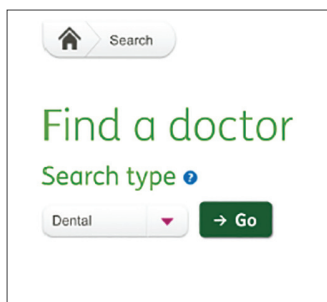 Search
Find a doctor
Search type ?
Dental
→ Go